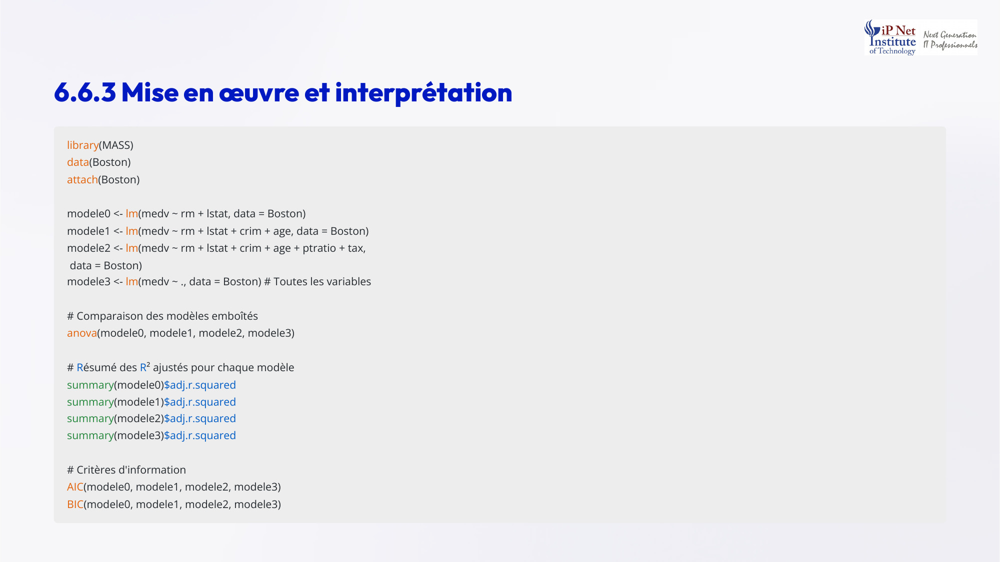 iP Net
Institute
of Technology
Next Generation
IT Professionnels
6.6.3 Mise en œuvre et interprétation
library(MASS)
data(Boston)
attach(Boston)
modele0 <- lm(medv ~ rm + lstat, data = Boston)
modele1 <- lm(medv ~ rm + lstat + crim + age, data = Boston)
modele2 <- lm(medv ~ rm + lstat + crim + age + ptratio + tax,
data = Boston)
modele3 <- lm(medv ~ ., data = Boston) # Toutes les variables
# Comparaison des modèles emboîtés
anova(modele0, modele1, modele2, modele3)
# Résumé des R² ajustés pour chaque modèle
summary(modele0)$adj.r.squared
summary(modele1)$adj.r.squared
summary(modele2)$adj.r.squared
summary(modele3)$adj.r.squared
# Critères d'information
AIC(modele0, modele1, modele2, modele3)
BIC(modele0, modele1, modele2, modele3)